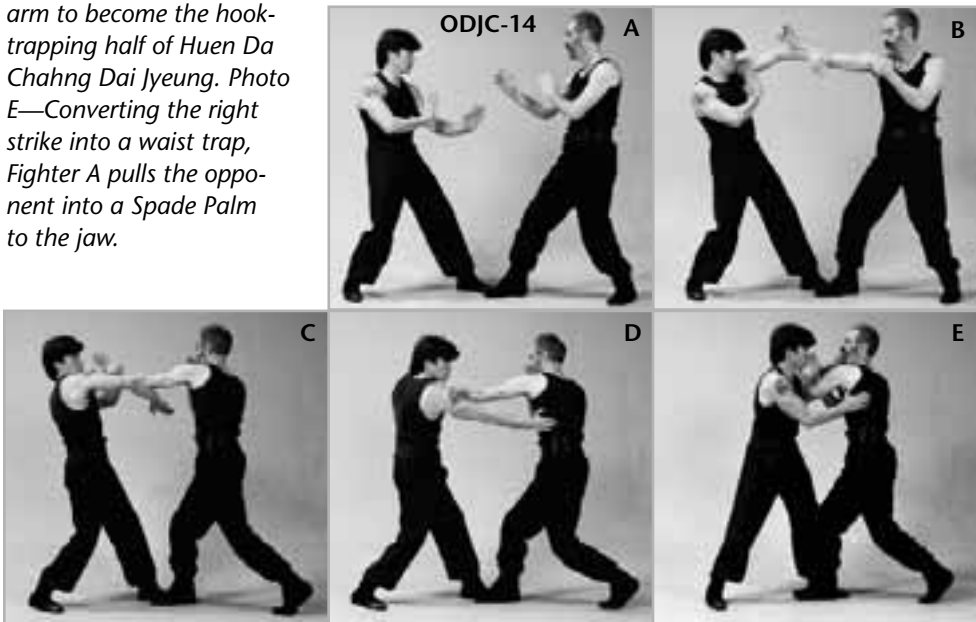 arm to become the hook-
trapping half of Huen Da
Chahng Dai Jyeung. Photo
E—Converting the right
strike into a waist trap,
Fighter A pulls the oppo-
nent into a Spade Palm
to the jaw.
ODJC-14
A
B
C
D
E